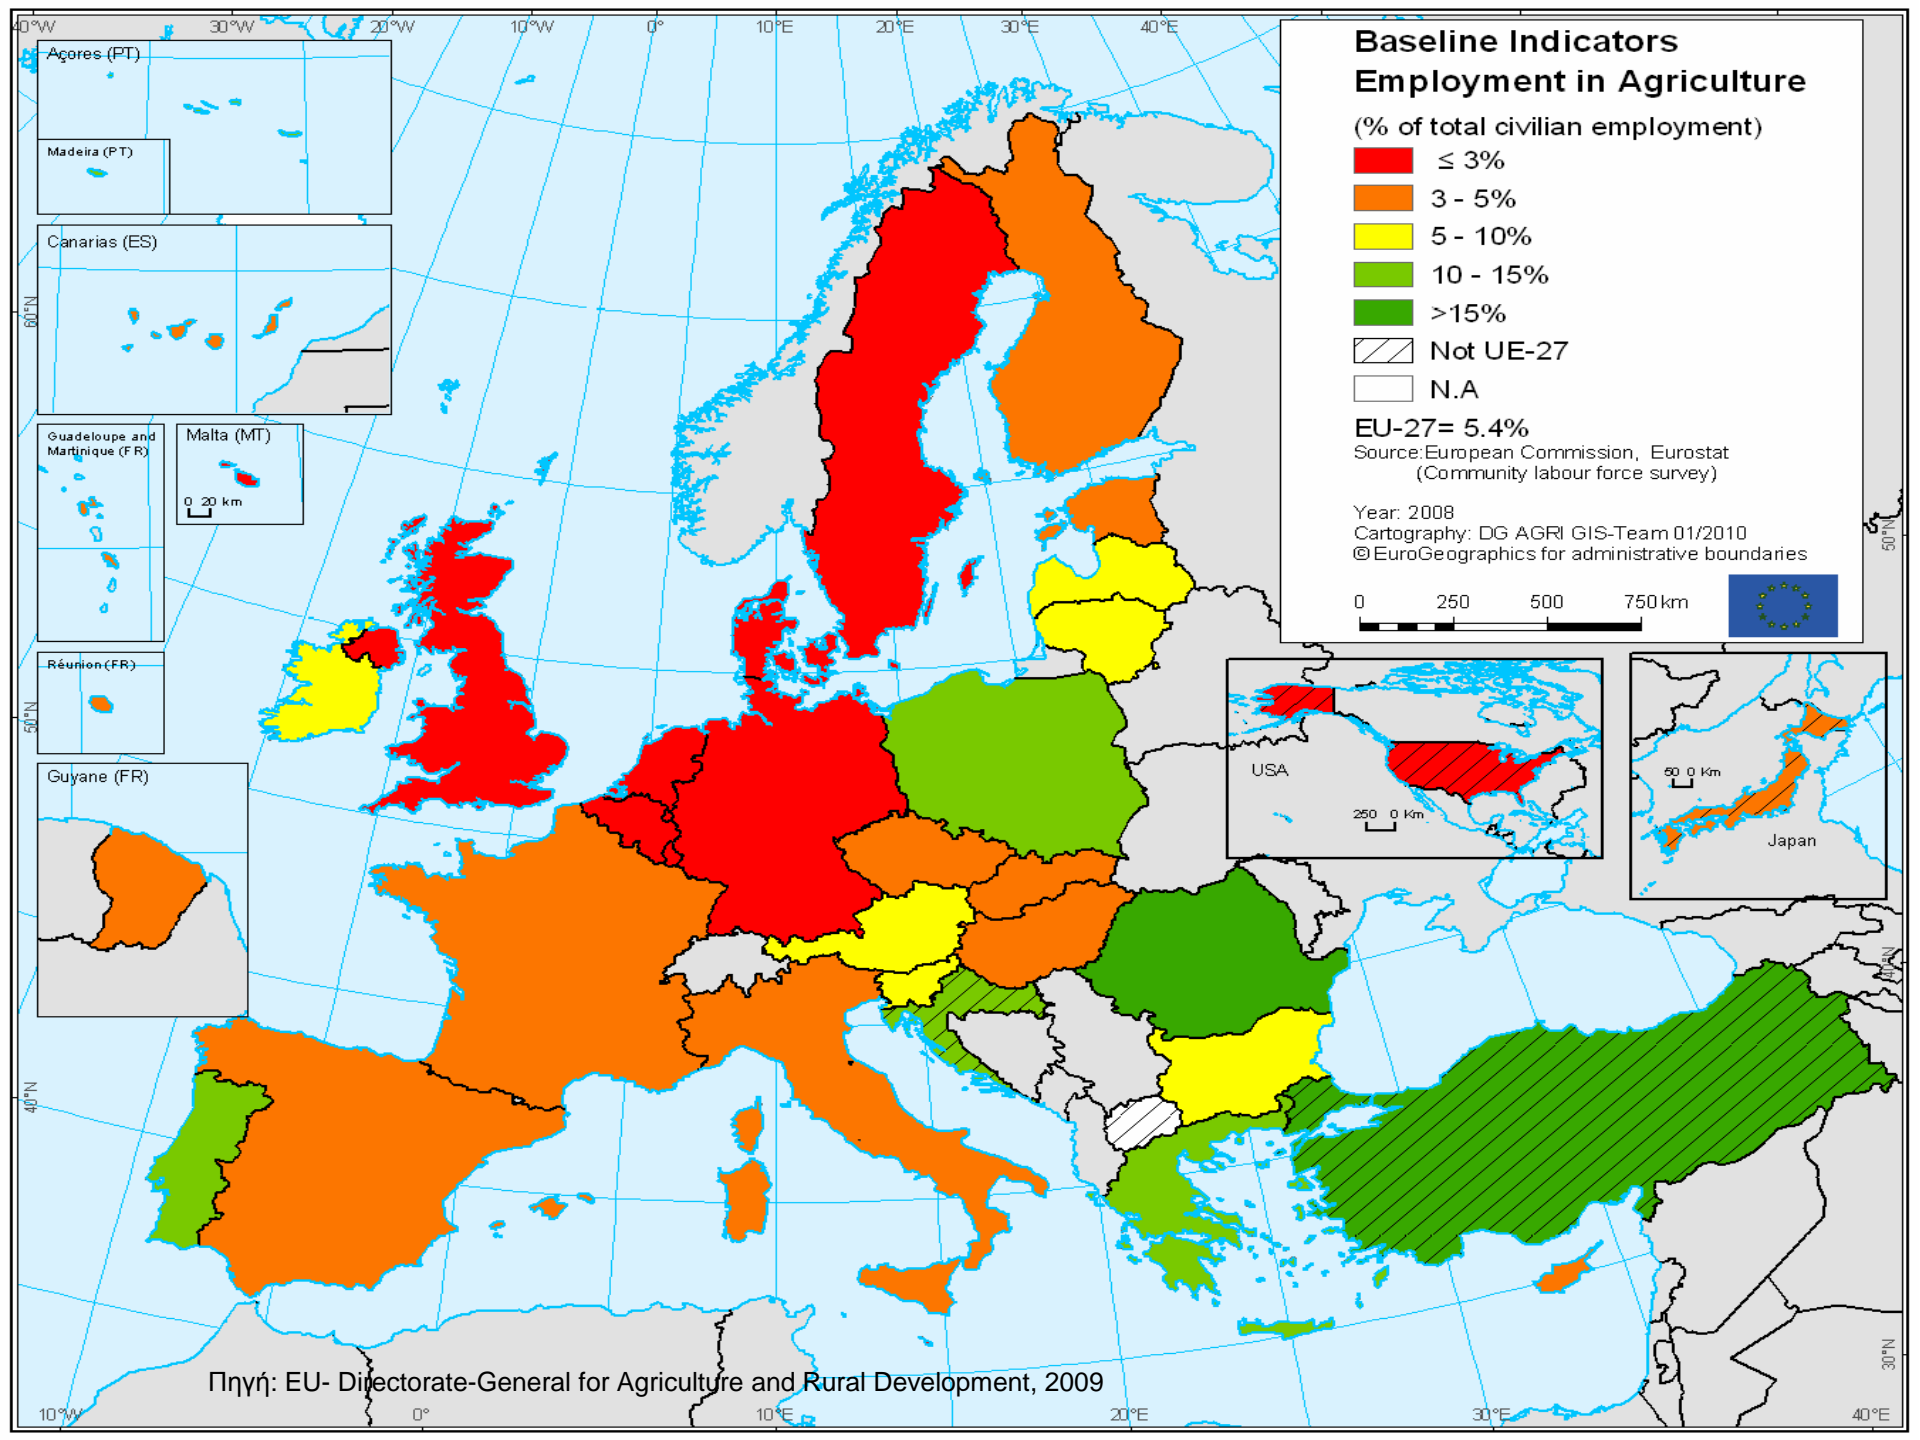 40°W 30°W 20°W 10°W 0° 10°E 20°E 30°E 40°E
Açores (PT)
Madeira (PT)
Canarias (ES)
Guadeloupe and
Martinique (FR)
Malta (MT)
0 20 km
Réunion (FR)
Guyane (FR)
60°N
50°N
40°N
Baseline Indicators
Employment in Agriculture
(% of total civilian employment)
≤ 3%
3 - 5%
5 - 10%
10 - 15%
>15%
Not UE-27
N.A
EU-27= 5.4%
Source:European Commission, Eurostat
(Community labour force survey)
Year: 2008
Cartography: DG AGRI GIS-Team 01/2010
© EuroGeographics for administrative boundaries
0 250 500 750 km
USA
250 0 Km
50 0 Km
Japan
50°N
40°N
30°N
Πηγή: EU- Directorate-General for Agriculture and Rural Development, 2009
10°W 0° 10°E 20°E 30°E 40°E